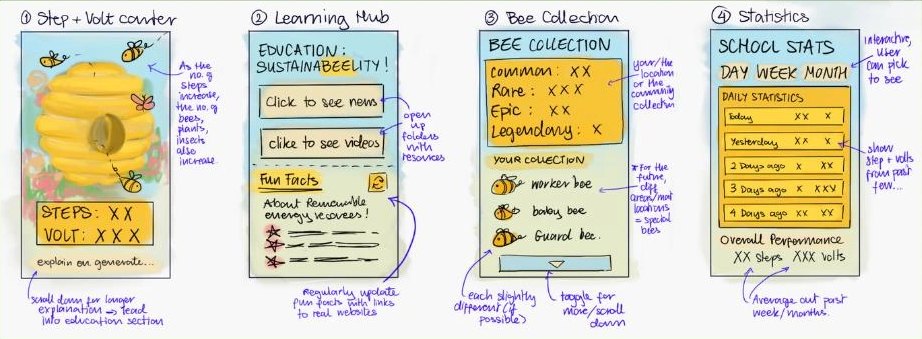 ① Step + Volt counter
As the
no. of
steps
increase,
the no. of
bees,
plants,
insects
also
increase.
STEPS: XX
VOLT: XXX
explain en generate...
scroll down for longer
explanation → lead
into education section
② Learning Hub
EDUCATION:
SUSTAINABEELITY!
Click to see news
clike to see videos
open
up
folders
with
resources
Fun Facts
About Renewable
energy recources!
Regularly update
fun facts with links
to real websites
③ Bee Collection
BEE COLLECTION
Common: XX
Rare: XXX
Epic: XX
Legendary: X
your/the
location
or the
community
collection
YOUR COLLECTION
worker bee
baby bee
Guard bee.
* For the
future,
diff
areas/
locations
= special
bees
each slightly
different (if
possible)
toggle for
more/scroll
down
④ Statistics
SCHOOL STATS
DAY WEEK MONTH
interactive,
user
can pick
to see
DAILY STATISTICS
Today XX X
Yesterday XX X
2 Days ago X XX
3 Days ago X XXX
4 Days ago XX XX
show
step + volts
from past
few...
Overall Performance
XX steps XXX volts
Average out past
week/months.